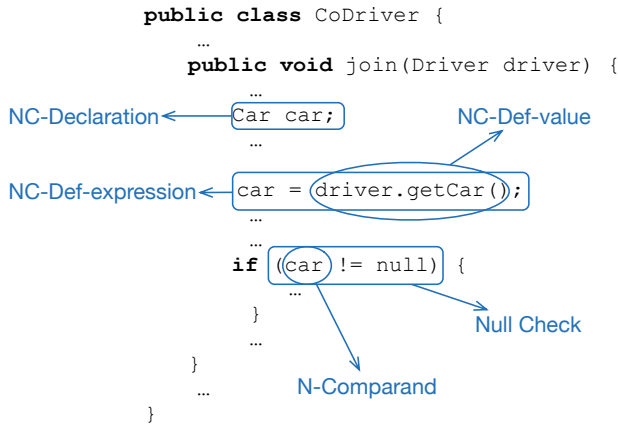 public class CoDriver {
…
public void join(Driver driver) {
…
NC-Declaration Car car; NC-Def-value
…
NC-Def-expression car = driver.getCar();
…
…
if (car != null) {
…
}
Null Check
…
}
N-Comparand
…
}